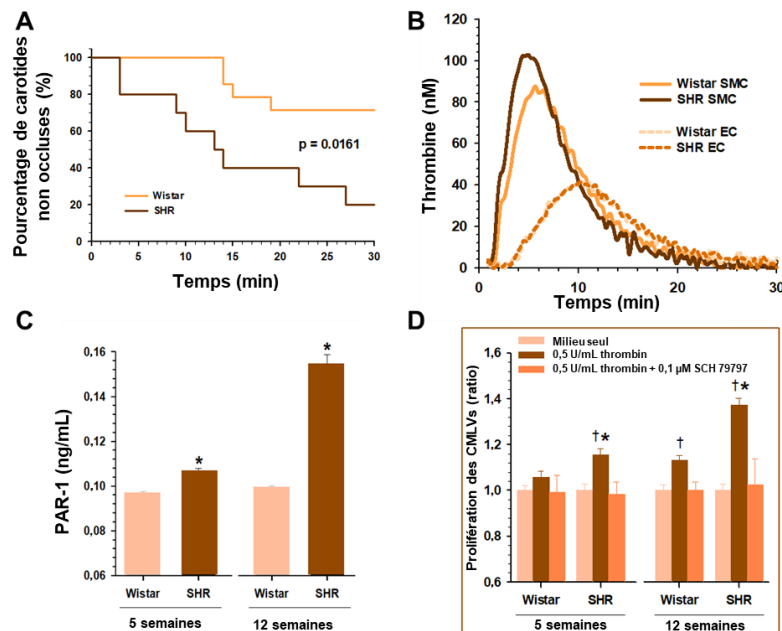 A
Pourcentage de carotides
non occluses (%)
100
80
60
40
20
0
p = 0.0161
Wistar
SHR
0 5 10 15 20 25 30
Temps (min)
B
Thrombine (nM)
120
100
80
60
40
20
0
Wistar SMC
SHR SMC
Wistar EC
SHR EC
0 10 20 30
Temps (min)
C
PAR-1 (ng/mL)
0,16
0,14
0,12
0,10
0,08
0,06
* *
Wistar SHR Wistar SHR
5 semaines 12 semaines
D
Prolifération des CMLVs (ratio)
Milieu seul
0,5 U/mL thrombin
0,5 U/mL thrombin + 0,1 µM SCH 79797
1,6
1,4
1,2
1,0
0,8
0,6
†* † †*
Wistar SHR Wistar SHR
5 semaines 12 semaines